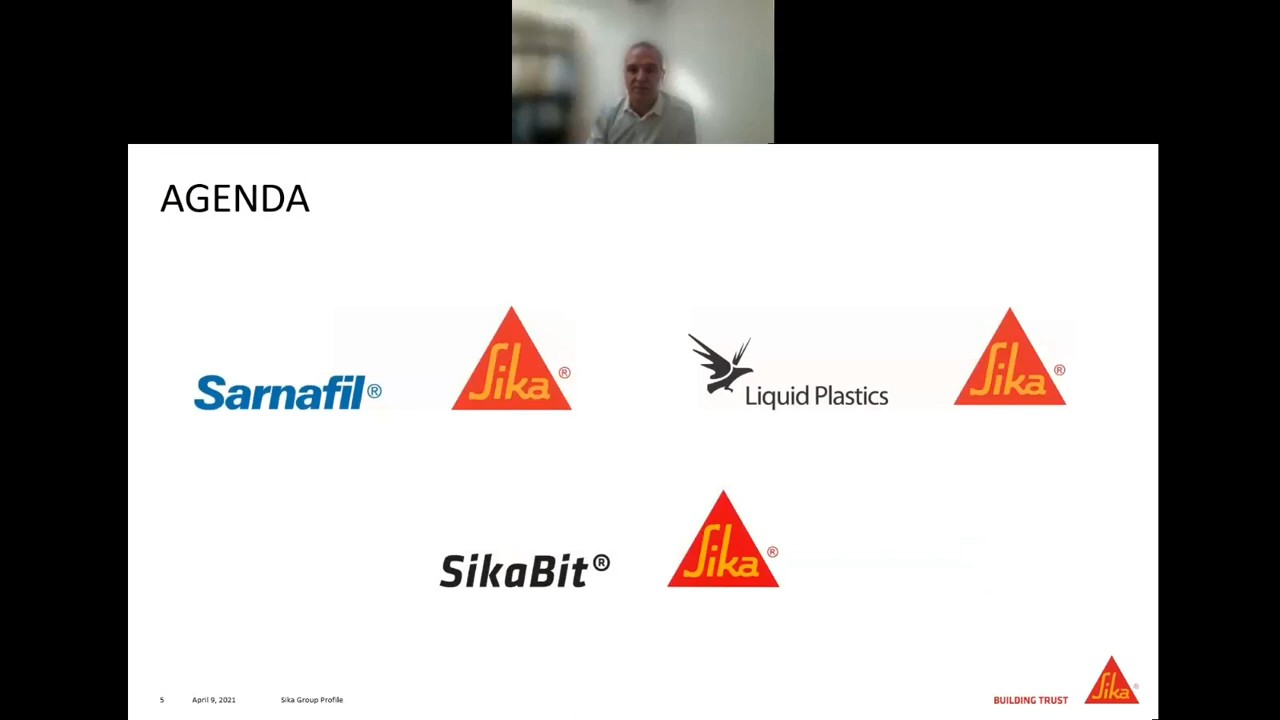 AGENDA
Sarnafil®
Sika®
Liquid Plastics
Sika®
SikaBit®
Sika®
5 April 9, 2021 Sika Group Profile
BUILDING TRUST
Sika®